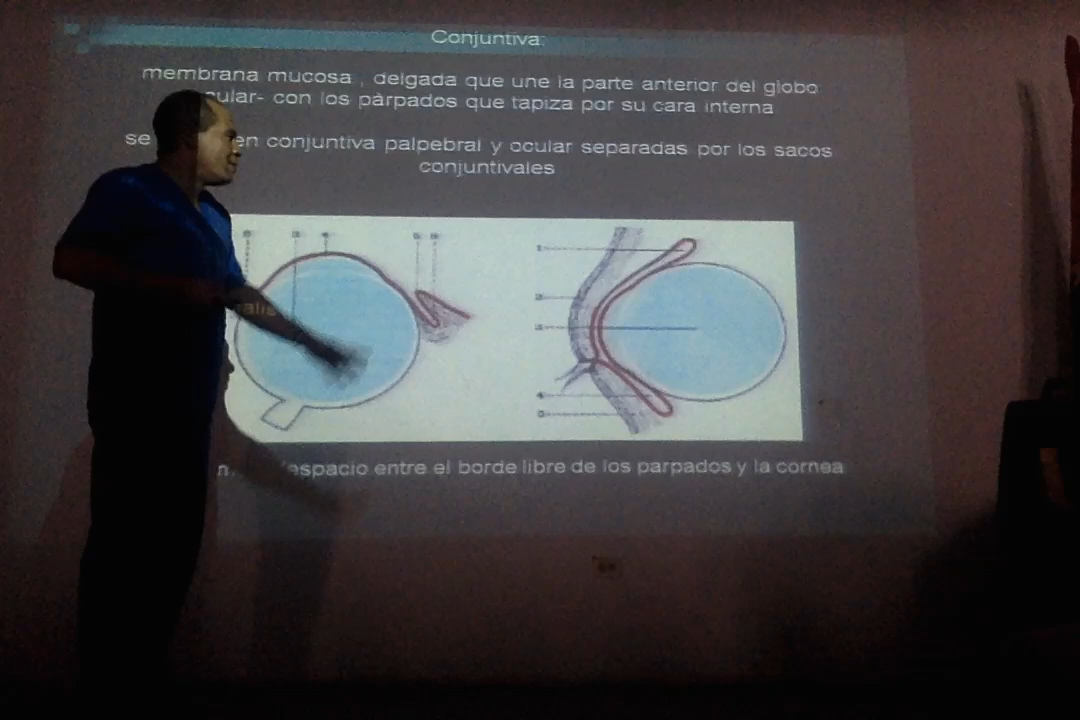 Conjuntiva:
membrana mucosa , delgada que une la parte anterior del globo
cular- con los pàrpados que tapiza por su cara interna
se en conjuntiva palpebral y ocular separadas por los sacos
conjuntivales
espacio entre el borde libre de los parpados y la cornea